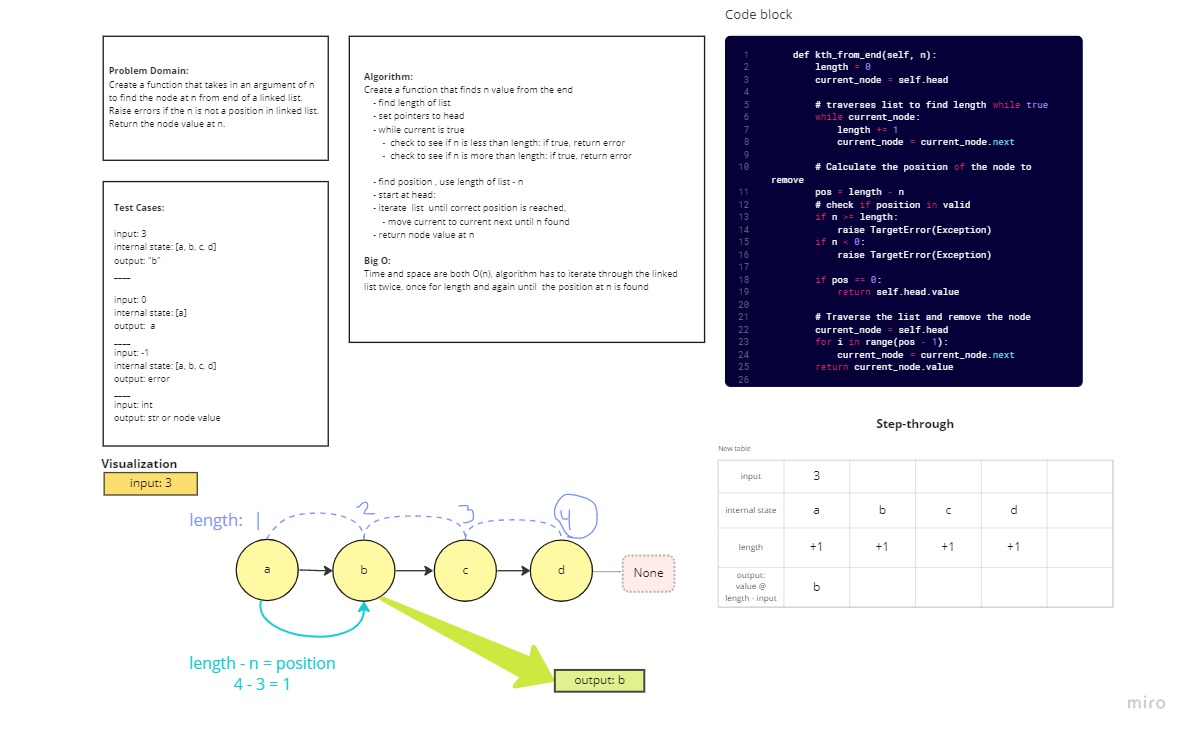 Code block
Problem Domain:
Create a function that takes in an argument of n
to find the node at n from end of a linked list.
Raise errors if the n is not a position in linked list.
Return the node value at n.
Algorithm:
Create a function that finds n value from the end
- find length of list
- set pointers to head
- while current is true
- check to see if n is less than length: if true, return error
- check to see if n is more than length: if true, return error
- find position , use length of list - n
- start at head:
- iterate list until correct position is reached,
- move current to current next until n found
- return node value at n
Big O:
Time and space are both O(n), algorithm has to iterate through the linked
list twice, once for length and again until the position at n is found
1 def kth_from_end(self, n):
2 length = 0
3 current_node = self.head
4
5 # traverses list to find length while true
6 while current_node:
7 length += 1
8 current_node = current_node.next
9
10 # Calculate the position of the node to
remove
11 pos = length - n
12 # check if position in valid
13 if n >= length:
14 raise TargetError(Exception)
15 if n < 0:
16 raise TargetError(Exception)
17
18 if pos == 0:
19 return self.head.value
20
21 # Traverse the list and remove the node
22 current_node = self.head
23 for i in range(pos - 1):
24 current_node = current_node.next
25 return current_node.value
26
Test Cases:
input: 3
internal state: [a, b, c, d]
output: "b"
____
input: 0
internal state: [a]
output: a
____
input: -1
internal state: [a, b, c, d]
output: error
____
input: int
output: str or node value
Visualization
input: 3
length: 1 2 3 4
a b c d None
length - n = position
4 - 3 = 1
output: b
Step-through
New table
input 3
internal state a b c d
length +1 +1 +1 +1
output:
value @
length - input
b
miro